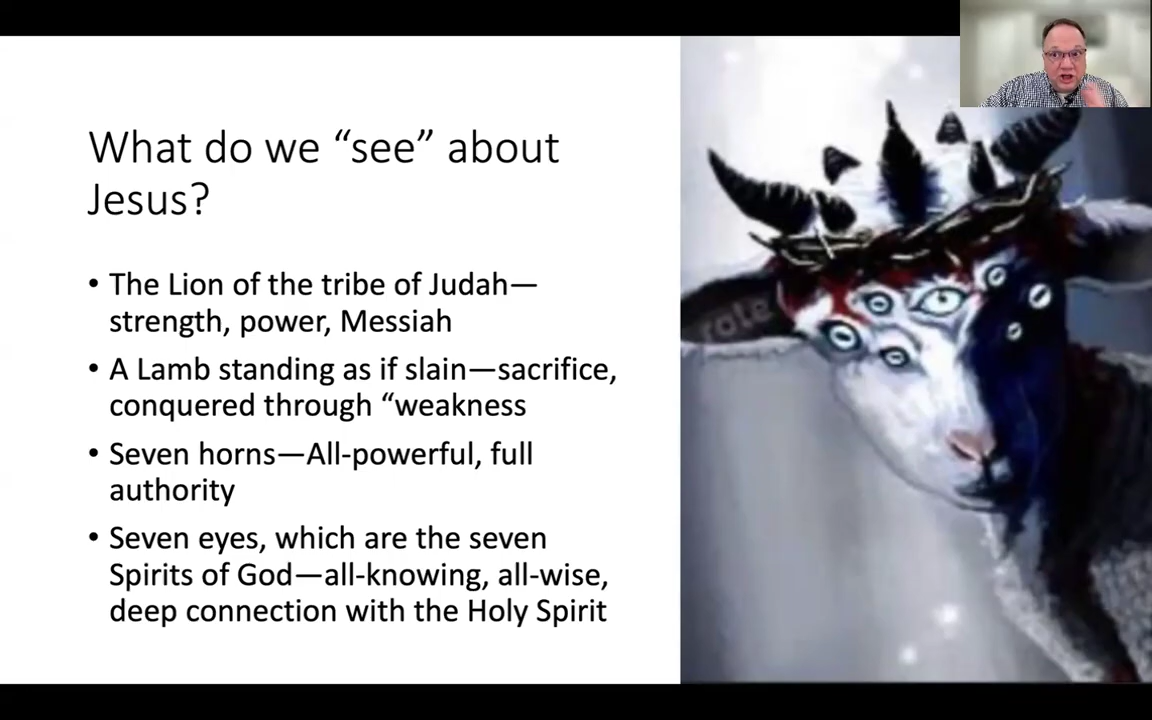 What do we “see” about
Jesus?
• The Lion of the tribe of Judah—
strength, power, Messiah
• A Lamb standing as if slain—sacrifice,
conquered through “weakness
• Seven horns—All-powerful, full
authority
• Seven eyes, which are the seven
Spirits of God—all-knowing, all-wise,
deep connection with the Holy Spirit